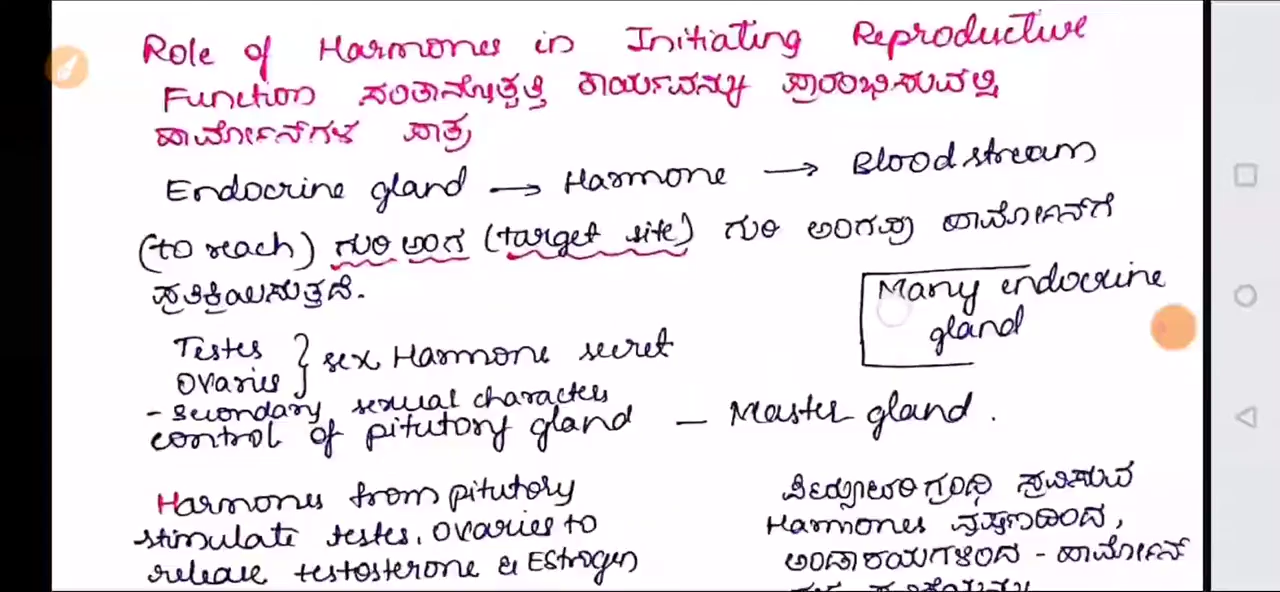 Role of Harmones in Initiating Reproductive
Function ಸಂತಾನೋತ್ಪತ್ತಿ ಕಾರ್ಯವನ್ನು ಪ್ರಾರಂಭಿಸುವಲ್ಲಿ
ಹಾರ್ಮೋನ್‌ಗಳ ಪಾತ್ರ
Endocrine gland → Harmone → Blood stream
(to reach) ಗುರಿ ಅಂಗ (target site) ಗುರಿ ಅಂಗವು ಹಾರ್ಮೋನ್‌ಗೆ
ಪ್ರತಿಕ್ರಿಯಿಸುತ್ತದೆ.
Many endocrine
gland
Testes
Ovaries } sex Harmone secret
- secondary sexual characters
control of pitutory gland — Master gland.
Harmones from pitutory
stimulate testes, ovaries to
release testosterone & Estrogen
ಪಿಟ್ಯೂಟರಿ ಗ್ರಂಥಿ ಸ್ರವಿಸುವ
Harmones ವೃಷಣದಿಂದ,
ಅಂಡಾಶಯಗಳಿಂದ - ಹಾರ್ಮೋನ್